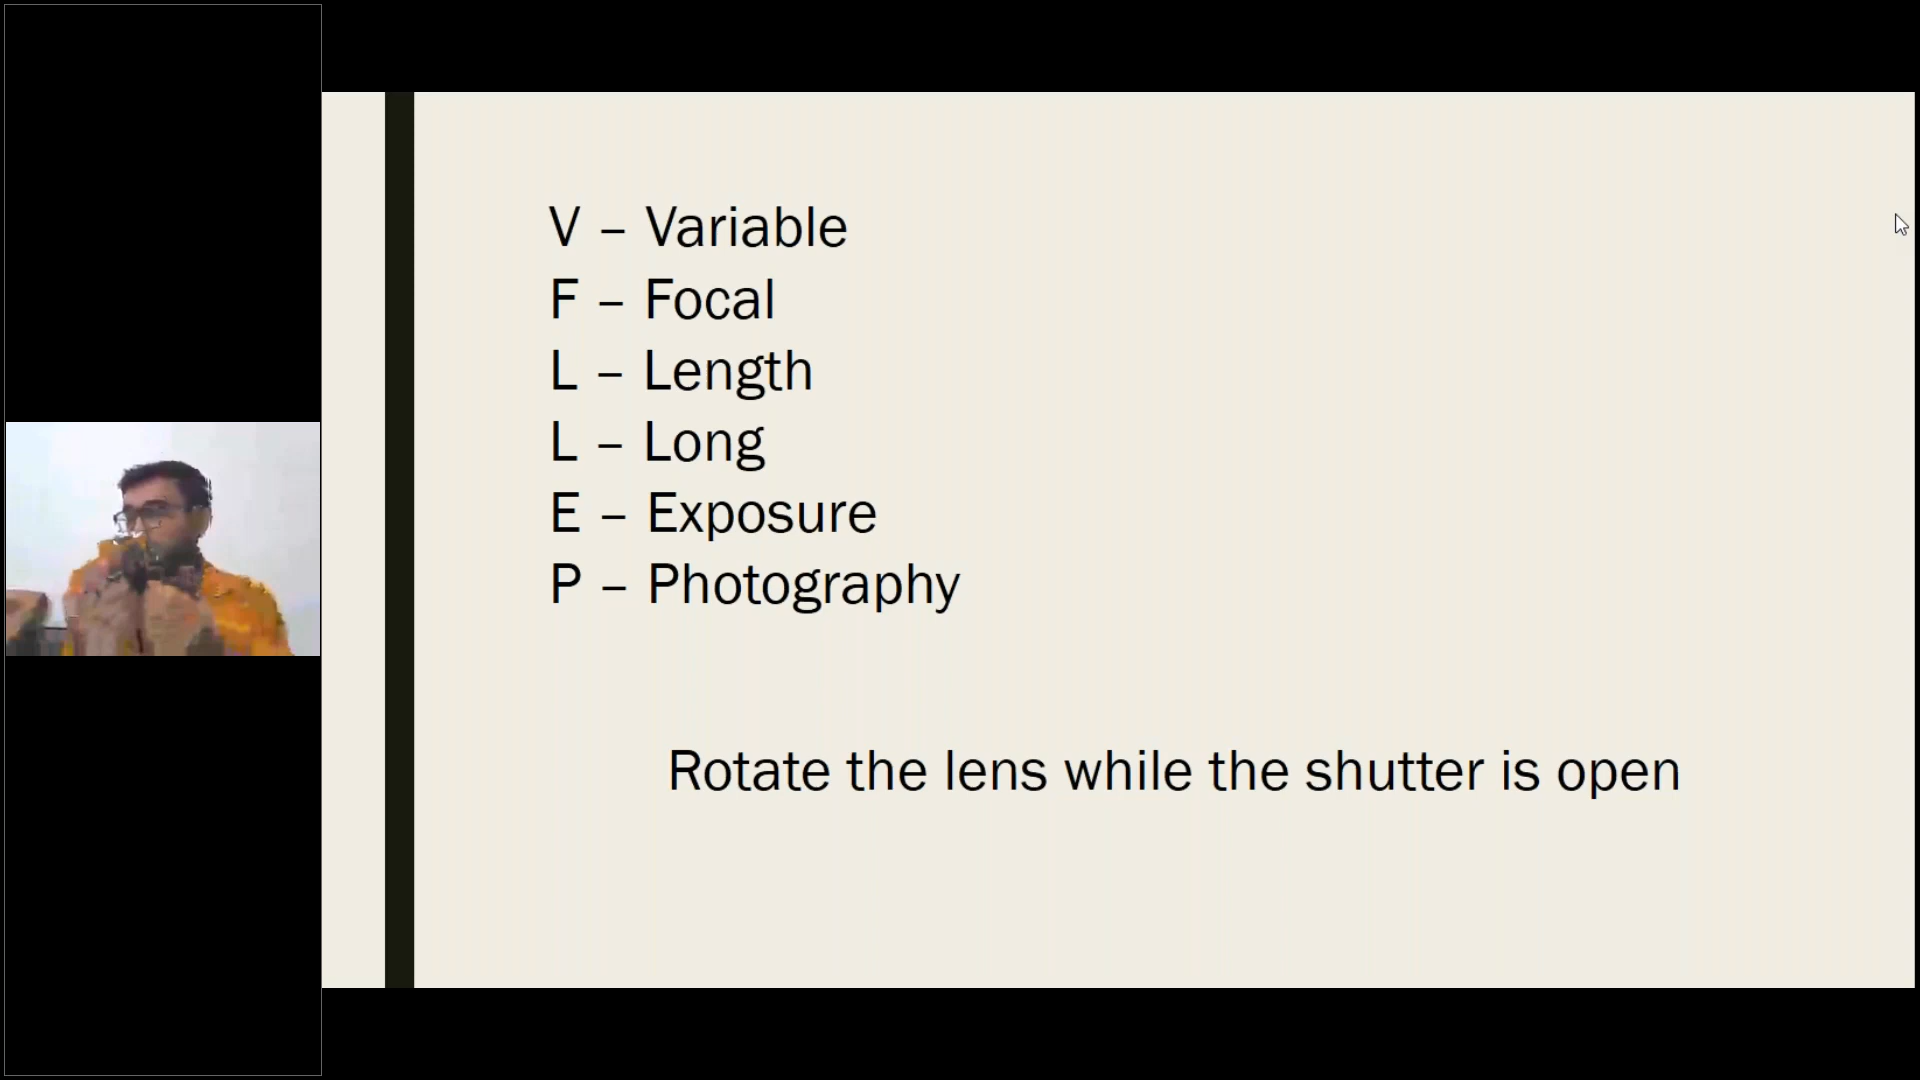 V – Variable
F – Focal
L – Length
L – Long
E – Exposure
P – Photography
Rotate the lens while the shutter is open